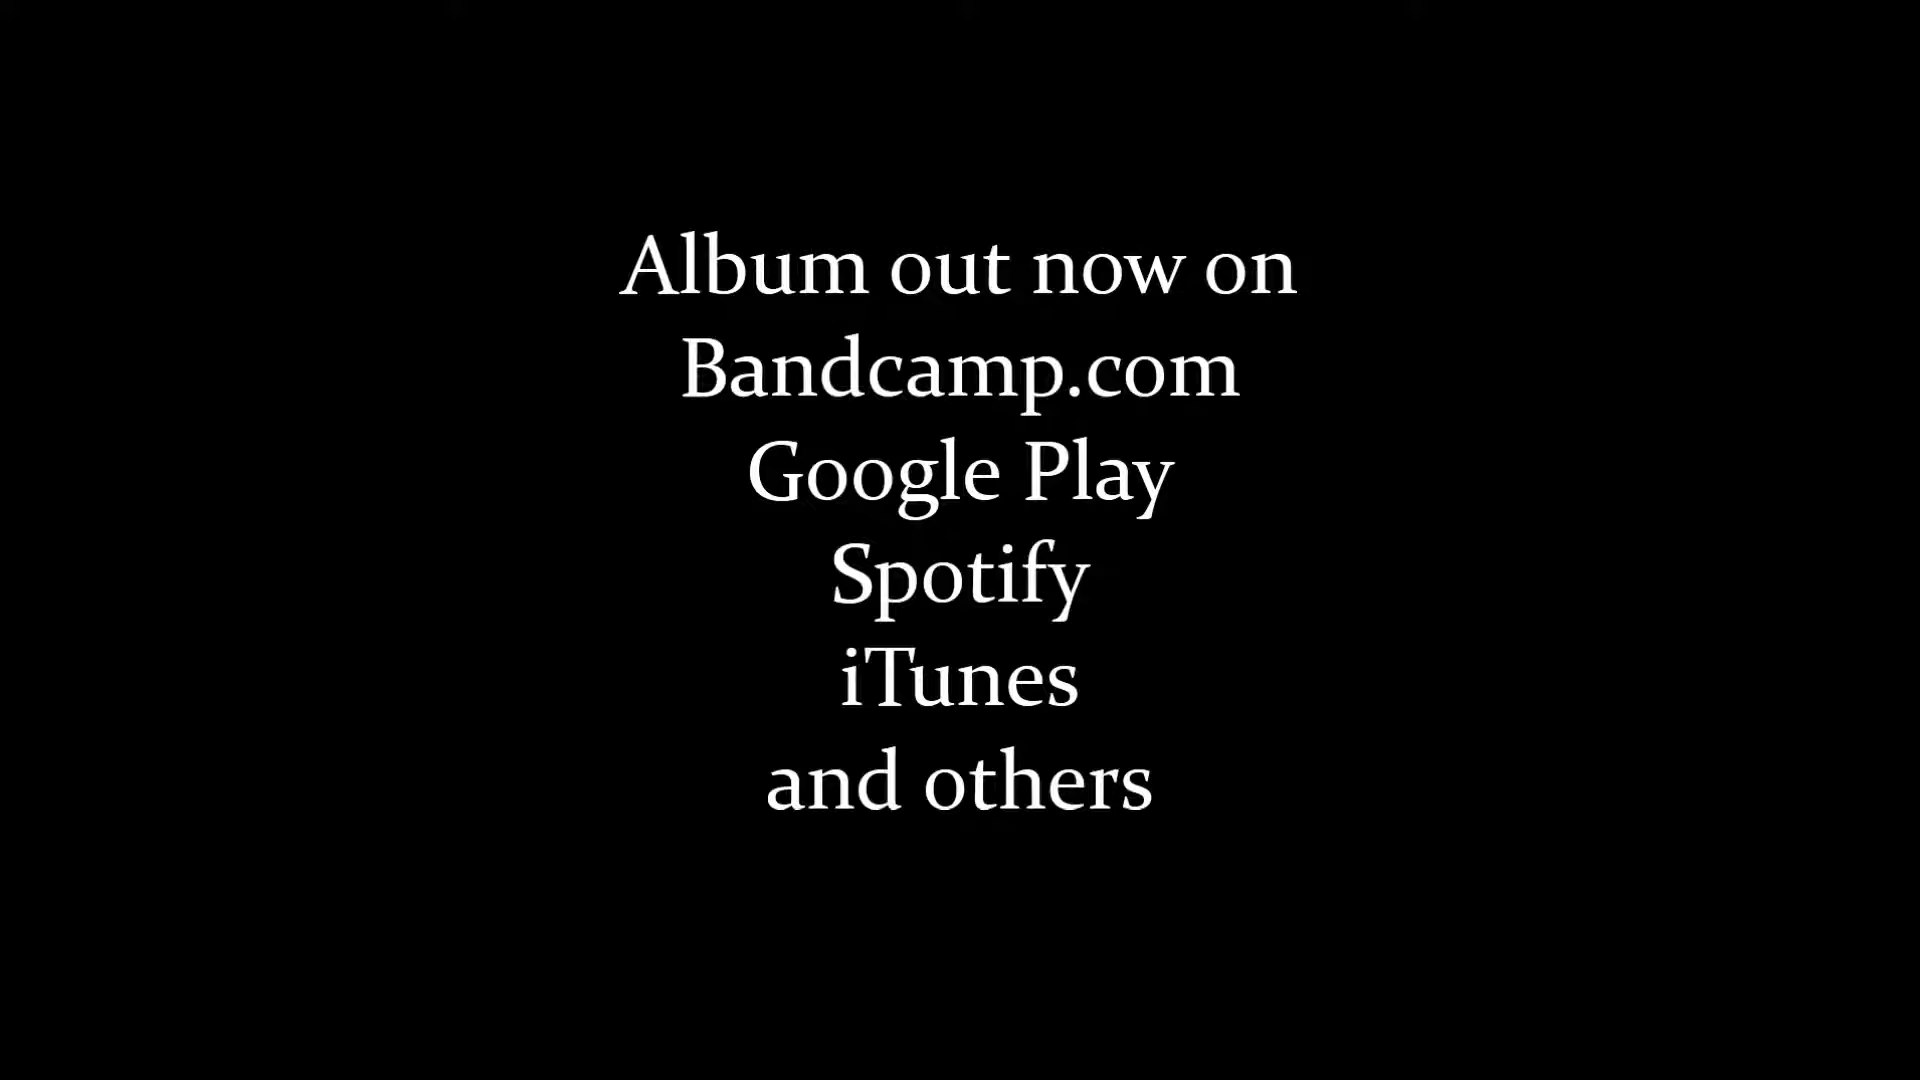 Album out now on
Bandcamp.com
Google Play
Spotify
iTunes
and others